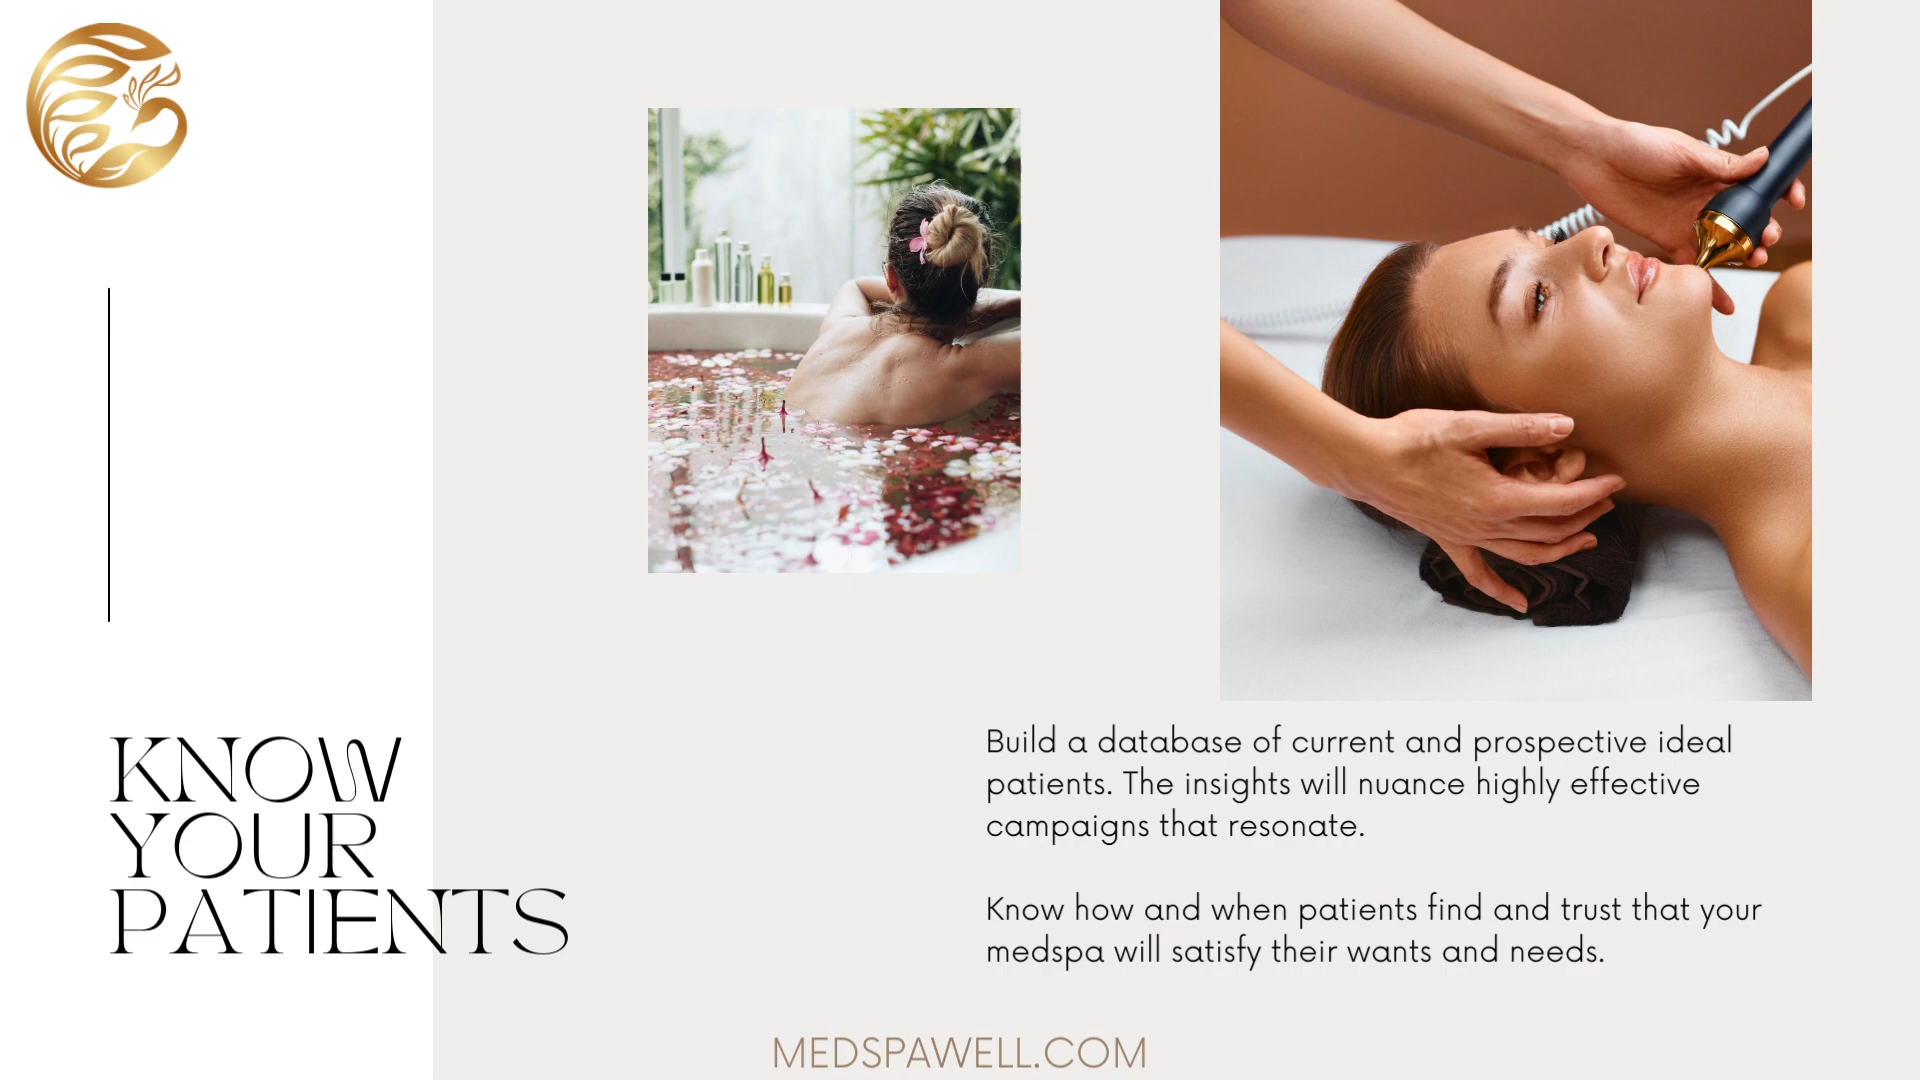 KNOW
YOUR
PATIENTS
Build a database of current and prospective ideal
patients. The insights will nuance highly effective
campaigns that resonate.
Know how and when patients find and trust that your
medspa will satisfy their wants and needs.
MEDSPAWELL.COM